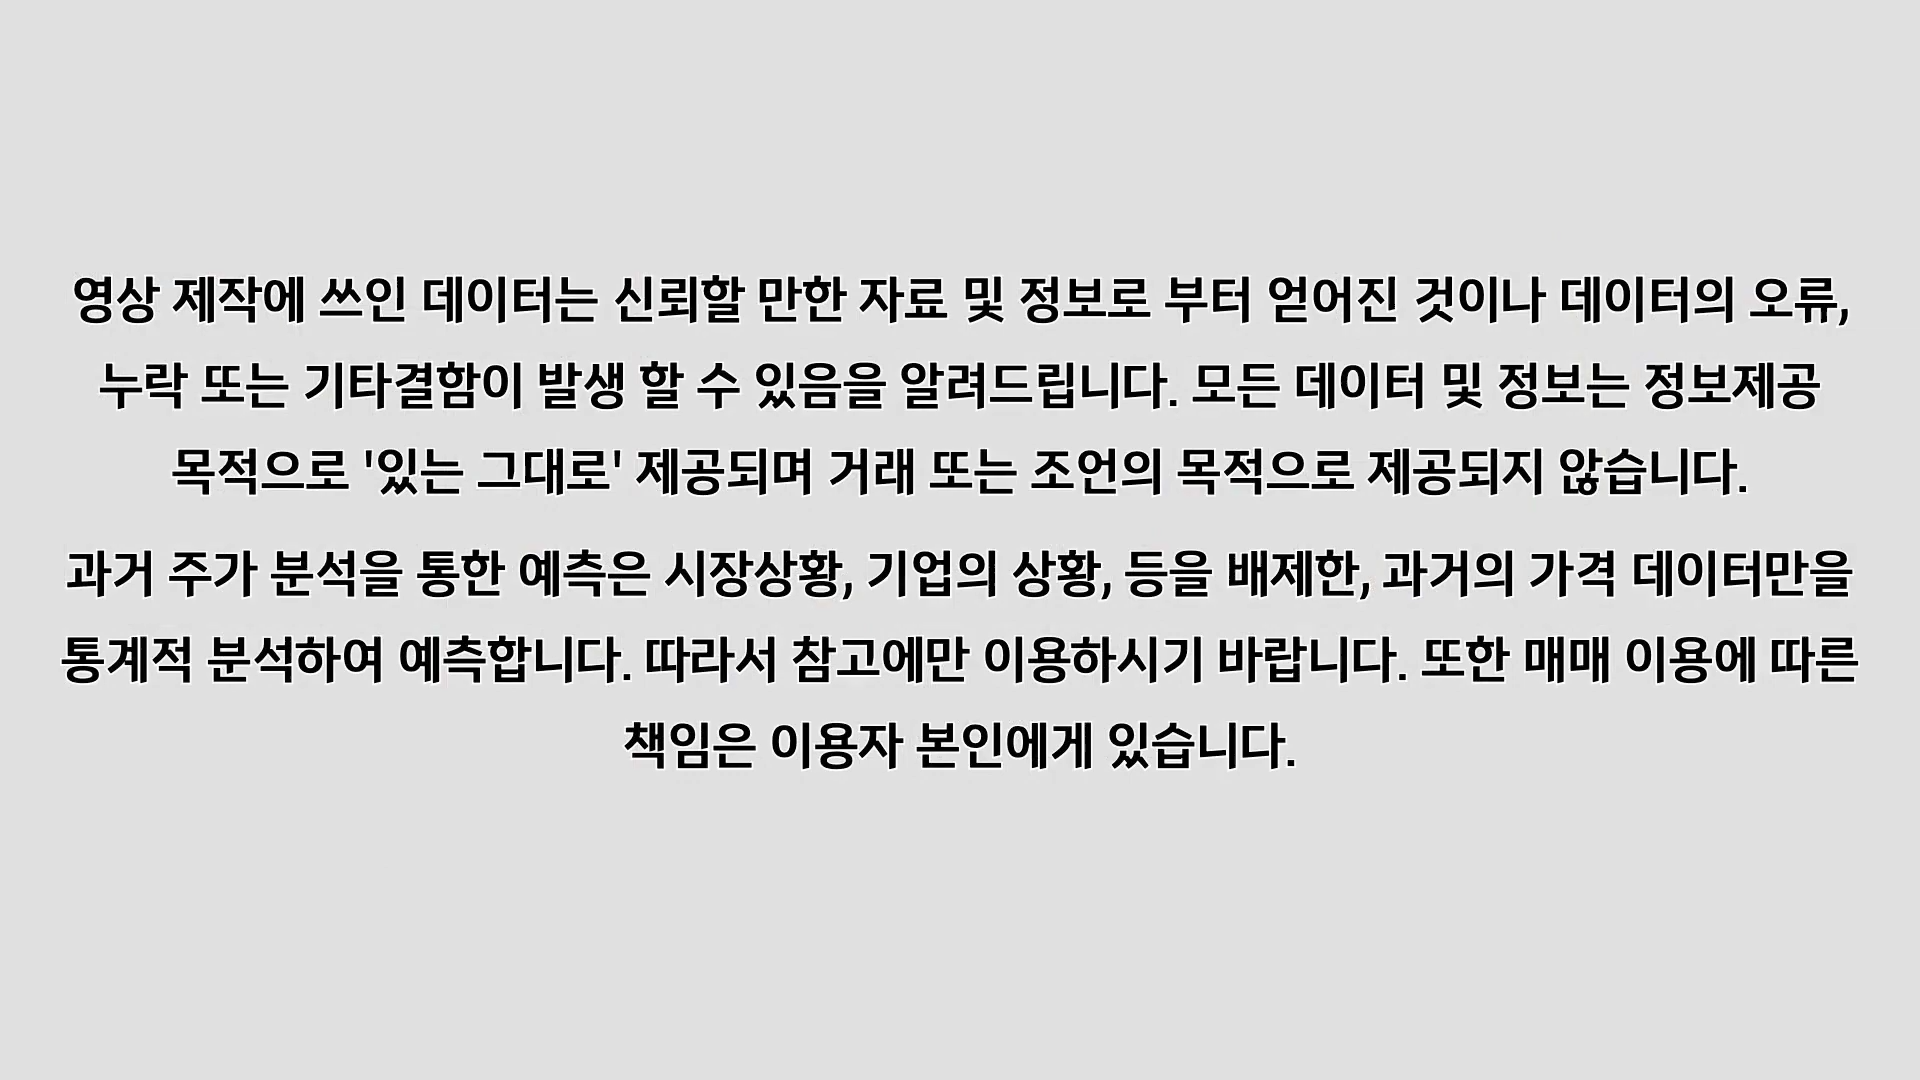 영상 제작에 쓰인 데이터는 신뢰할 만한 자료 및 정보로 부터 얻어진 것이나 데이터의 오류,
누락 또는 기타결함이 발생 할 수 있음을 알려드립니다. 모든 데이터 및 정보는 정보제공
목적으로 '있는 그대로' 제공되며 거래 또는 조언의 목적으로 제공되지 않습니다.
과거 주가 분석을 통한 예측은 시장상황, 기업의 상황, 등을 배제한, 과거의 가격 데이터만을
통계적 분석하여 예측합니다. 따라서 참고에만 이용하시기 바랍니다. 또한 매매 이용에 따른
책임은 이용자 본인에게 있습니다.